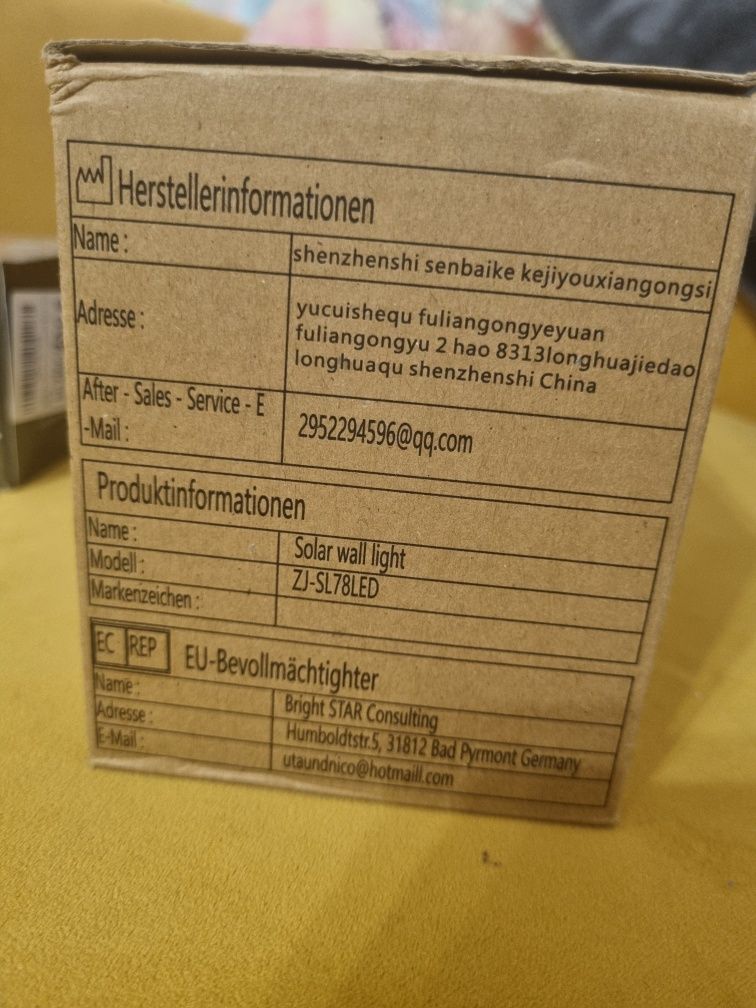 Herstellerinformationen
Name : shenzhenshi senbaike kejiyouxiangongsi
Adresse : yucuishequ fuliangongyeyuan
fuliangongyu 2 hao 8313longhuajiedao
longhuaqu shenzhenshi China
After - Sales - Service - E
-Mail : 2952294596@qq.com
Produktinformationen
Name : Solar wall light
Modell : ZJ-SL78LED
Markenzeichen :
EC REP EU-Bevollmächtighter
Name : Bright STAR Consulting
Adresse : Humboldtstr.5, 31812 Bad Pyrmont Germany
E-Mail : utaundnico@hotmaill.com